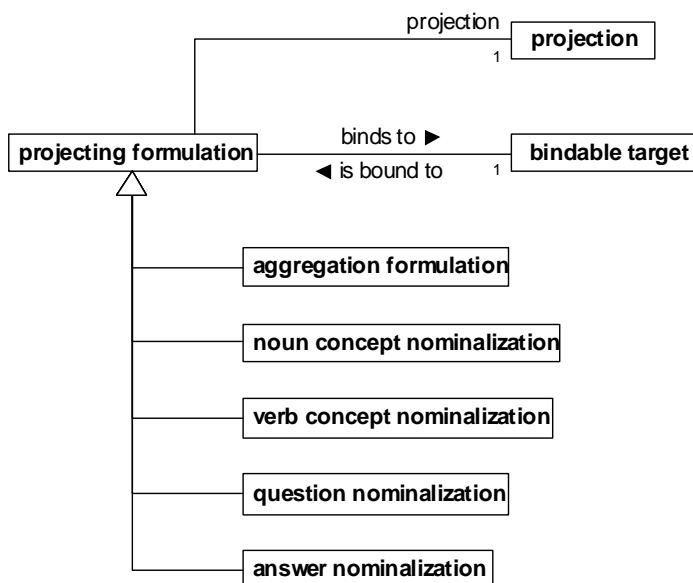 projection
projection
1
projecting formulation
binds to ►
bindable target
◄ is bound to
1
aggregation formulation
noun concept nominalization
verb concept nominalization
question nominalization
answer nominalization